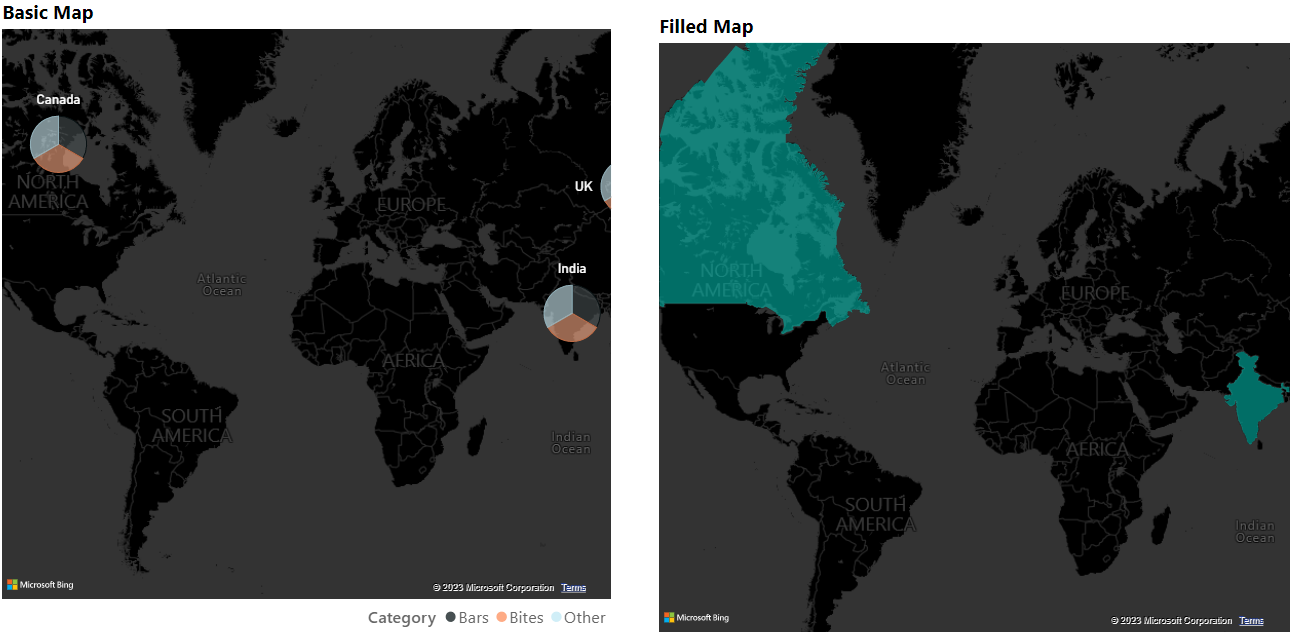 Basic Map
Canada
NORTH
AMERICA
UK
EUROPE
India
Atlantic
Ocean
AFRICA
SOUTH
AMERICA
Indian
Ocean
Microsoft Bing
© 2023 Microsoft Corporation Terms
Category Bars Bites Other
Filled Map
NORTH
AMERICA
EUROPE
Atlantic
Ocean
AFRICA
SOUTH
AMERICA
Indian
Ocean
Microsoft Bing
© 2023 Microsoft Corporation Terms